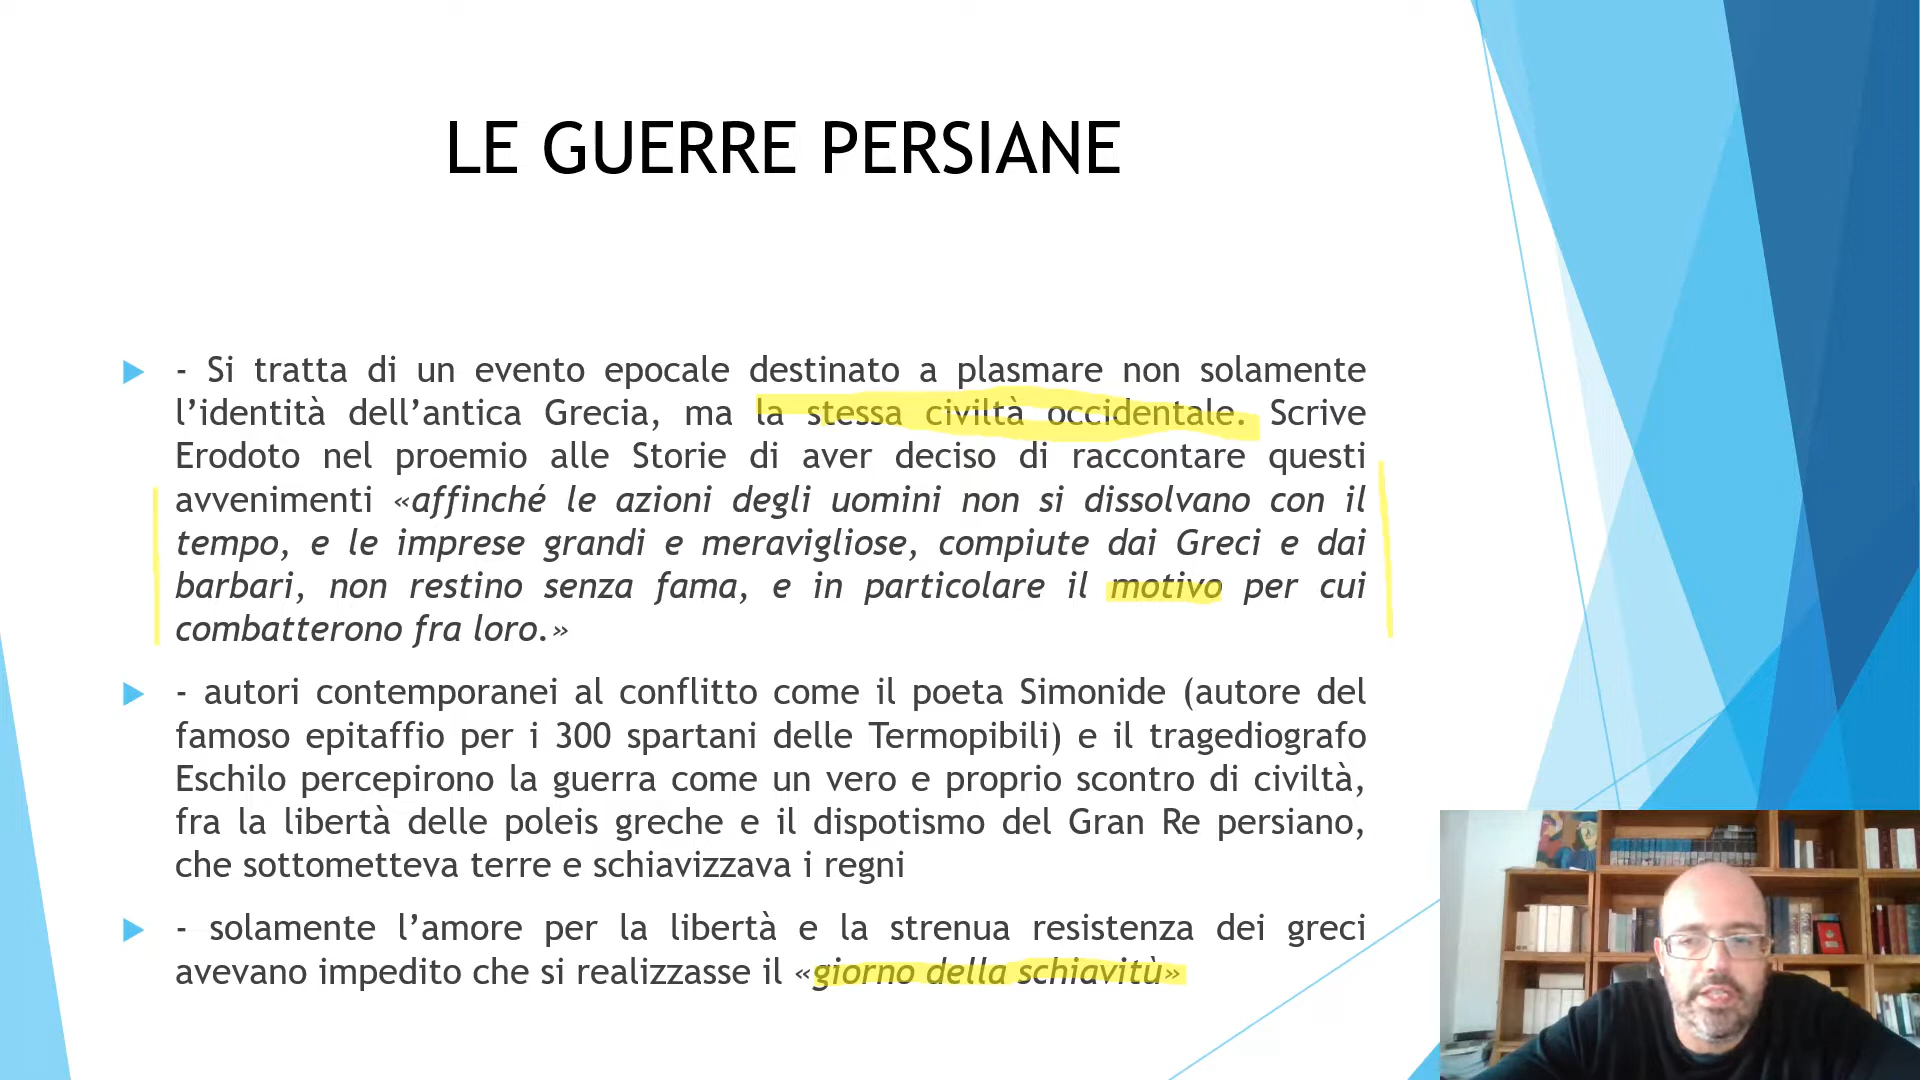 LE GUERRE PERSIANE
- Si tratta di un evento epocale destinato a plasmare non solamente
l’identità dell’antica Grecia, ma la stessa civiltà occidentale. Scrive
Erodoto nel proemio alle Storie di aver deciso di raccontare questi
avvenimenti «affinché le azioni degli uomini non si dissolvano con il
tempo, e le imprese grandi e meravigliose, compiute dai Greci e dai
barbari, non restino senza fama, e in particolare il motivo per cui
combatterono fra loro.»
- autori contemporanei al conflitto come il poeta Simonide (autore del
famoso epitaffio per i 300 spartani delle Termopibili) e il tragediografo
Eschilo percepirono la guerra come un vero e proprio scontro di civiltà,
fra la libertà delle poleis greche e il dispotismo del Gran Re persiano,
che sottometteva terre e schiavizzava i regni
- solamente l’amore per la libertà e la strenua resistenza dei greci
avevano impedito che si realizzasse il «giorno della schiavitù»